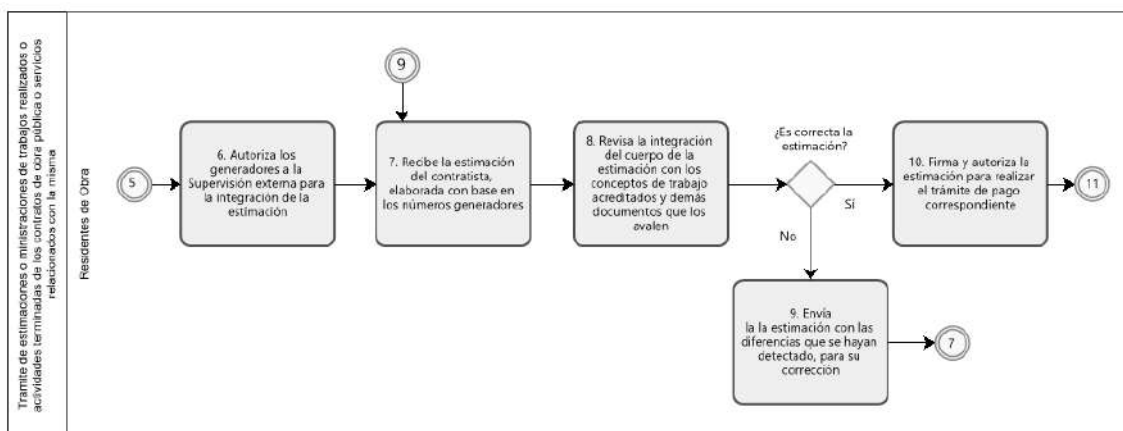 Tramite de estimaciones o ministraciones de trabajos realizados o
actividades terminadas de los contratos de obra pública o servicios
relacionados con la misma
Residentes de Obra
5
6. Autoriza los
generadores a la
Supervisión externa para
la integración de la
estimación
9
7. Recibe la estimación
del contratista,
elaborada con base en
los números generadores
8. Revisa la integración
del cuerpo de la
estimación con los
conceptos de trabajo
acreditados y demás
documentos que los
avalen
¿Es correcta la
estimación?
Sí
No
10. Firma y autoriza la
estimación para realizar
el trámite de pago
correspondiente
11
9. Envía
la la estimación con las
diferencias que se hayan
detectado, para su
corrección
7